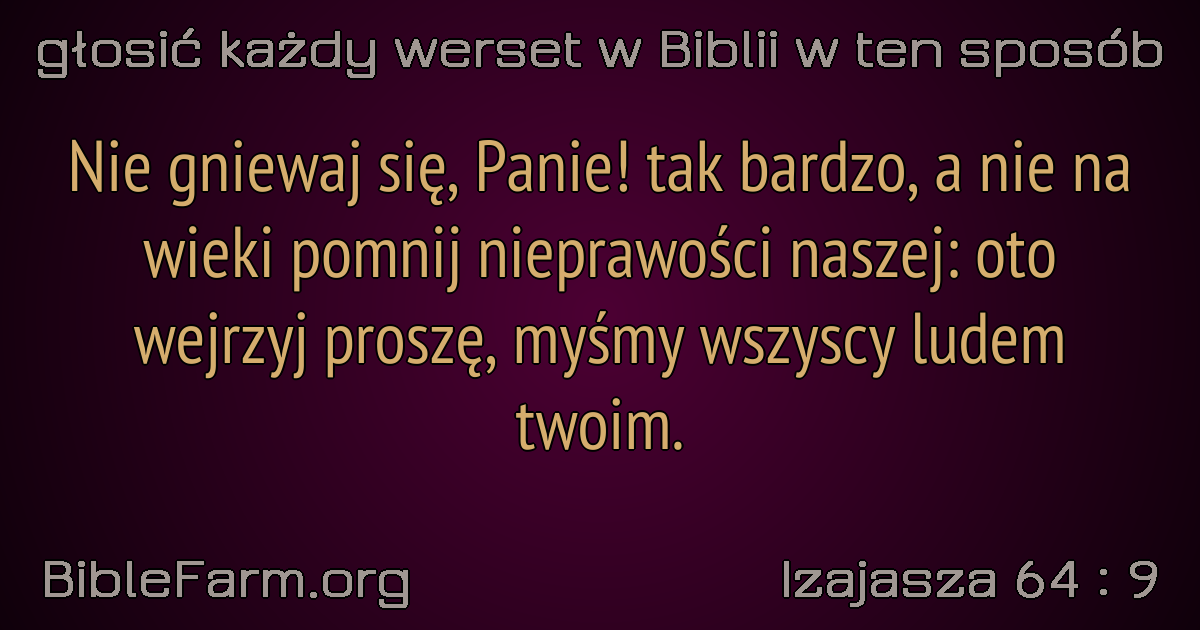 głosić każdy werset w Biblii w ten sposób
Nie gniewaj się, Panie! tak bardzo, a nie na
wieki pomnij nieprawości naszej: oto
wejrzyj proszę, myśmy wszyscy ludem
twoim.
BibleFarm.org
Izajasza 64 : 9